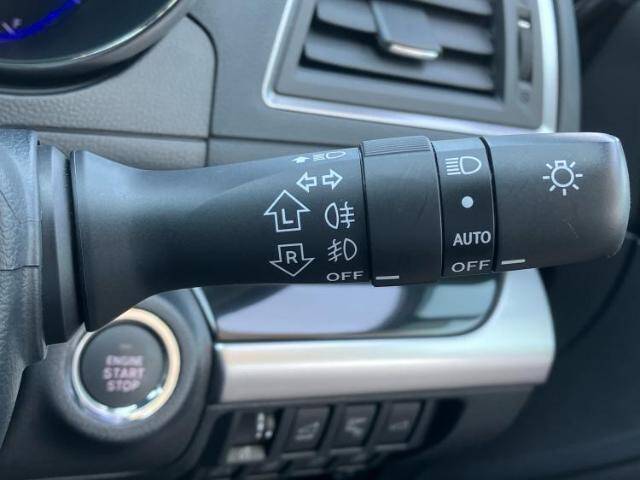 L
R
OFF
AUTO
OFF
ENGINE
START
STOP